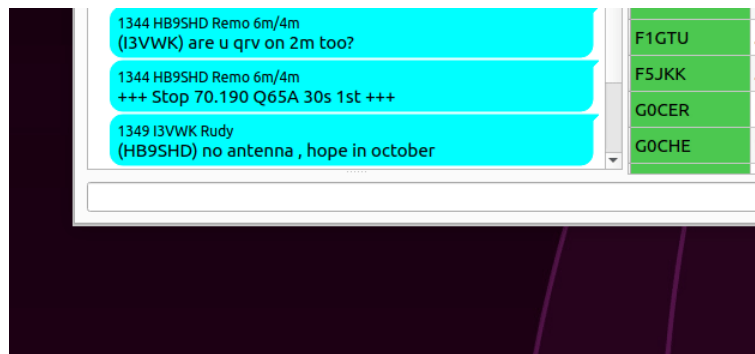 1344 HB9SHD Remo 6m/4m
(I3VWK) are u qrv on 2m too?
1344 HB9SHD Remo 6m/4m
+++ Stop 70.190 Q65A 30s 1st +++
1349 I3VWK Rudy
(HB9SHD) no antenna , hope in october
F1GTU
F5JKK
G0CER
G0CHE